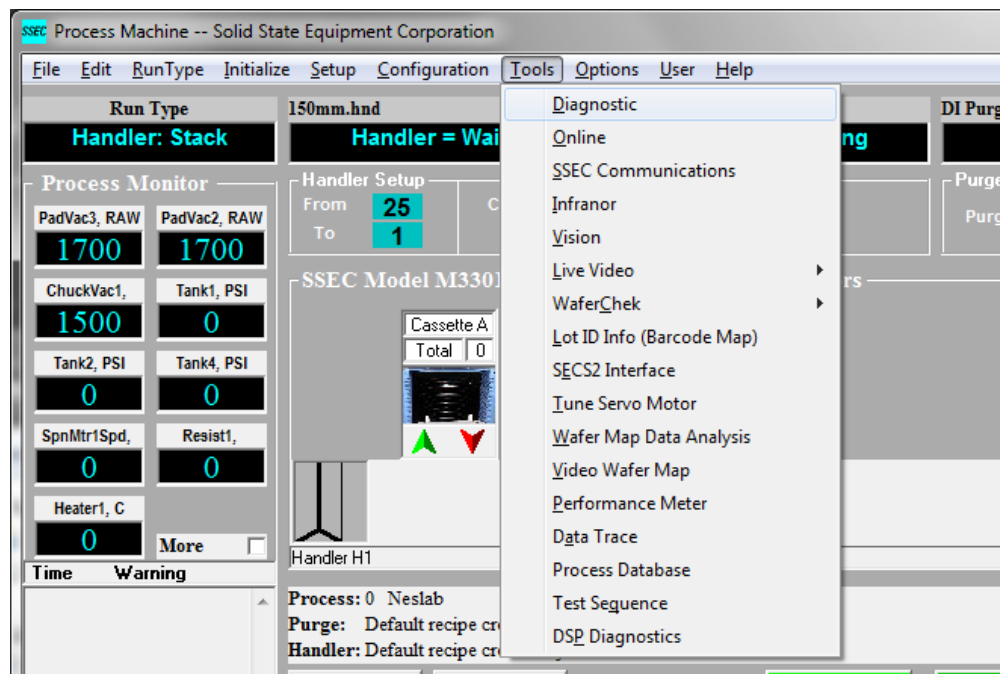 SSEC Process Machine -- Solid State Equipment Corporation
File Edit RunType Initialize Setup Configuration Tools Options User Help
Run Type
Handler: Stack
Process Monitor
PadVac3, RAW PadVac2, RAW
1700 1700
ChuckVac1, Tank1, PSI
1500 0
Tank2, PSI Tank4, PSI
0 0
SpnMtr1Spd, Resist1,
0 0
Heater1, C
0 More
Time Warning
150mm.hnd
Handler = Wai
ng
Handler Setup
From 25 C
To 1
SSEC Model M3301
rs
Cassette A
Total 0
Handler H1
Process: 0 Neslab
Purge: Default recipe cr
Handler: Default recipe cr
Diagnostic
Online
SSEC Communications
Infranor
Vision
Live Video
WaferChek
Lot ID Info (Barcode Map)
SECS2 Interface
Tune Servo Motor
Wafer Map Data Analysis
Video Wafer Map
Performance Meter
Data Trace
Process Database
Test Sequence
DSP Diagnostics
DI Purg
Purge
Purg